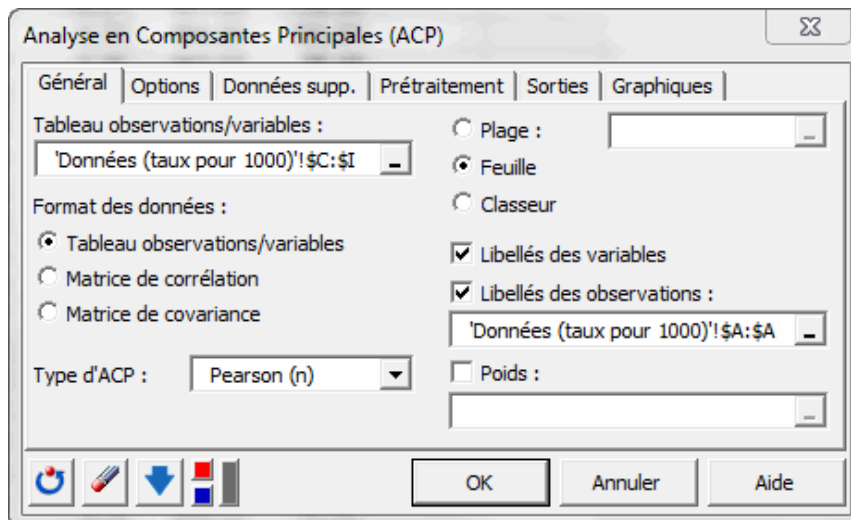 Analyse en Composantes Principales (ACP)
Général
Options
Données supp.
Prétraitement
Sorties
Graphiques
Tableau observations/variables :
'Données (taux pour 1000)'!$C:$I
Format des données :
Tableau observations/variables
Matrice de corrélation
Matrice de covariance
Type d'ACP :
Pearson (n)
Plage :
Feuille
Classeur
Libellés des variables
Libellés des observations :
'Données (taux pour 1000)'!$A:$A
Poids :
OK
Annuler
Aide